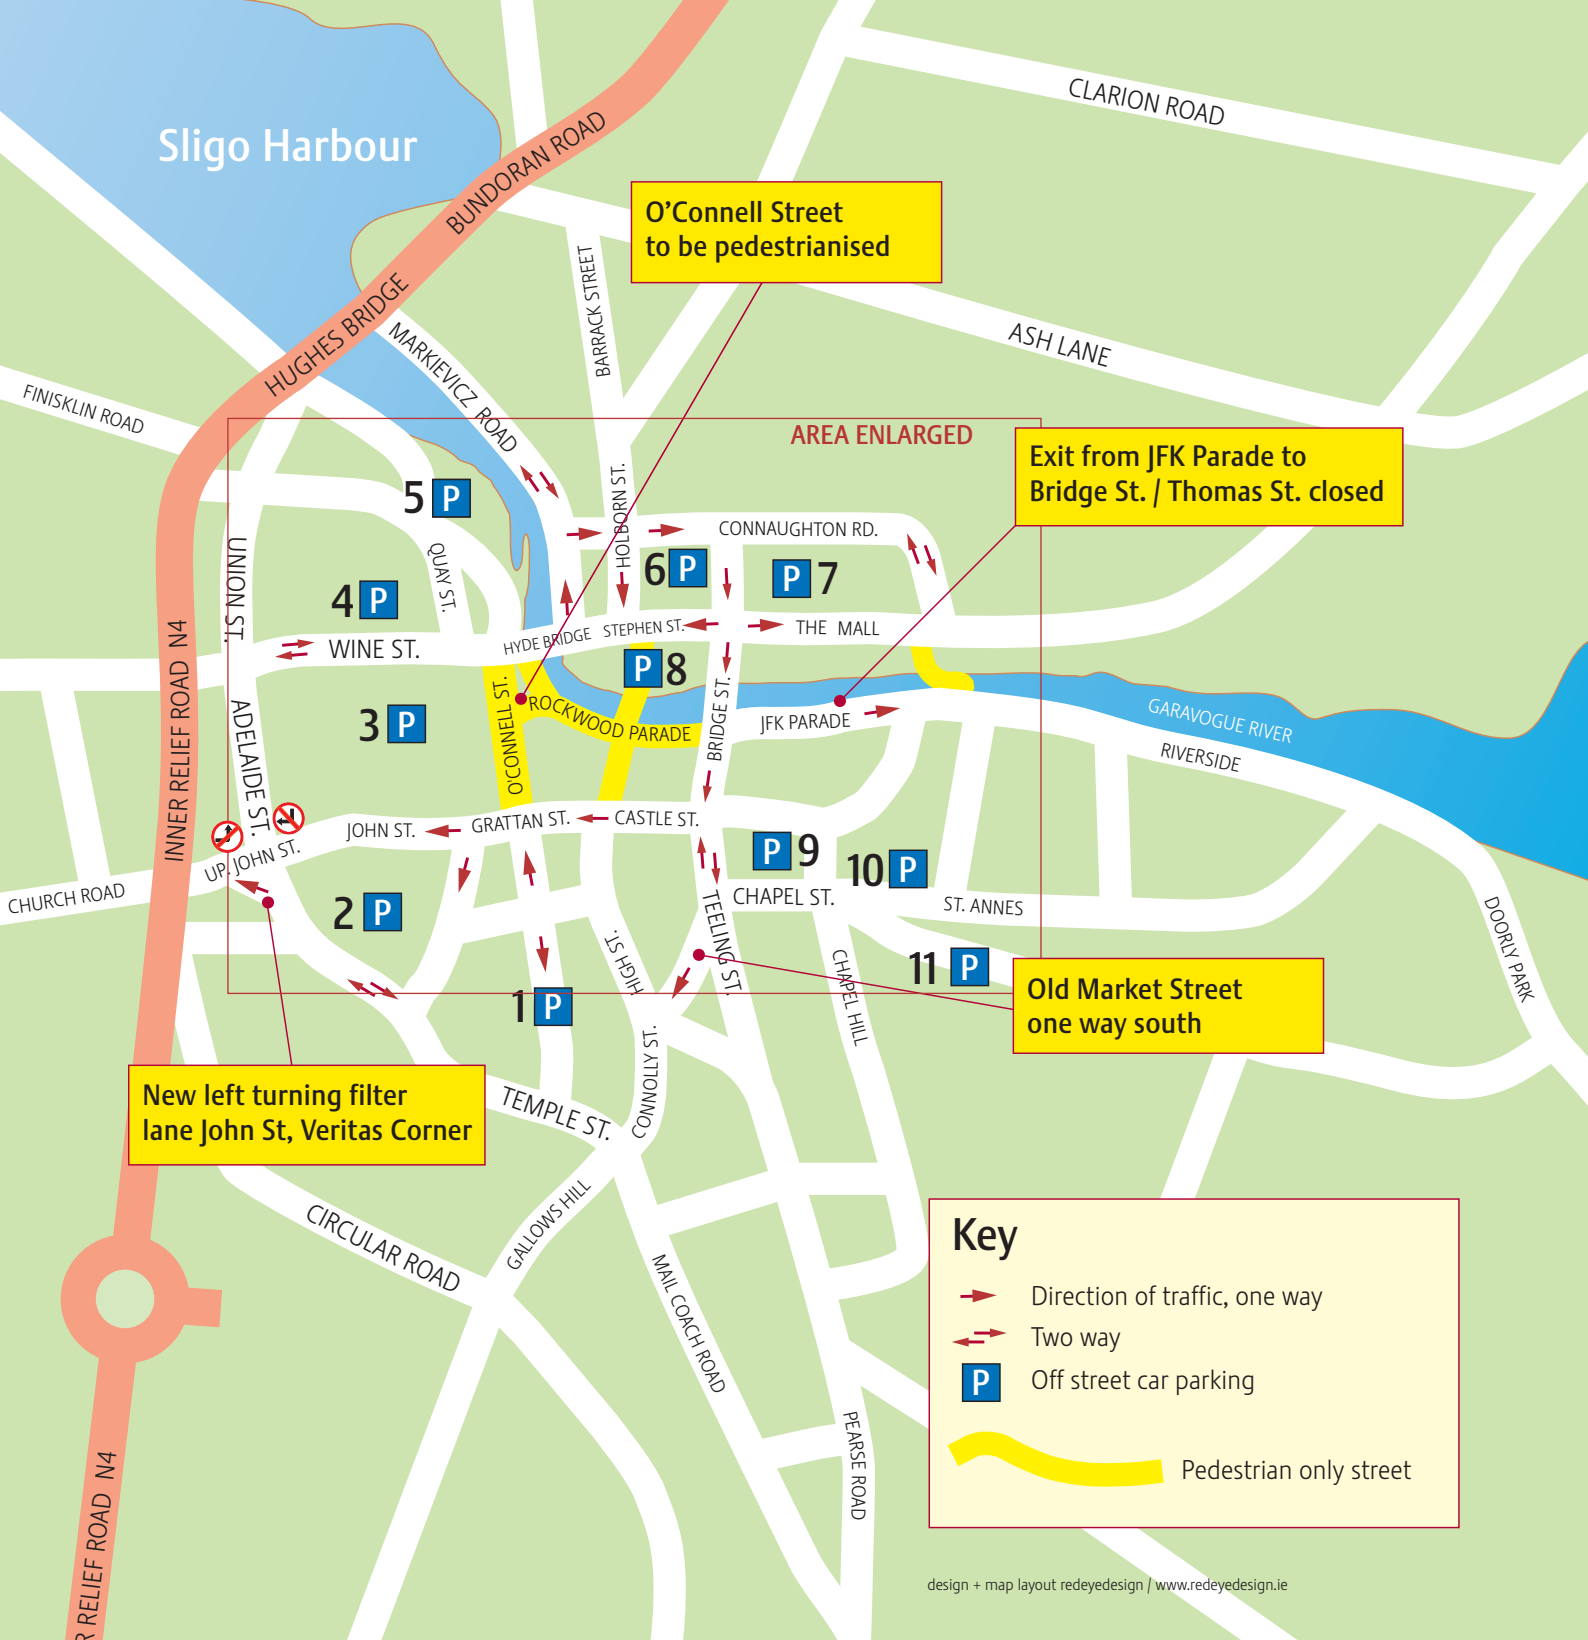 Sligo Harbour
CLARION ROAD
BUNDORAN ROAD
O'Connell Street
to be pedestrianised
HUGHES BRIDGE
BARRACK STREET
MARKIEVICZ ROAD
ASH LANE
FINISKLIN ROAD
AREA ENLARGED
Exit from JFK Parade to
Bridge St. / Thomas St. closed
5 P
HOLBORN ST.
CONNAUGHTON RD.
UNION ST.
QUAY ST.
6 P
P 7
4 P
WINE ST.
HYDE BRIDGE
STEPHEN ST.
THE MALL
P 8
INNER RELIEF ROAD N4
ADELAIDE ST.
3 P
O'CONNELL ST.
ROCKWOOD PARADE
BRIDGE ST.
JFK PARADE
GARAVOGUE RIVER
RIVERSIDE
JOHN ST.
GRATTAN ST.
CASTLE ST.
UP. JOHN ST.
P 9
10 P
CHURCH ROAD
2 P
CHAPEL ST.
ST. ANNES
TEELING ST.
HIGH ST.
CHAPEL HILL
11 P
DOORLY PARK
1 P
Old Market Street
one way south
CONNOLLY ST.
New left turning filter
lane John St, Veritas Corner
TEMPLE ST.
CIRCULAR ROAD
GALLOWS HILL
MAIL COACH ROAD
PEARSE ROAD
R RELIEF ROAD N4
Key
Direction of traffic, one way
Two way
P Off street car parking
Pedestrian only street
design + map layout redeyedesign / www.redeyedesign.ie